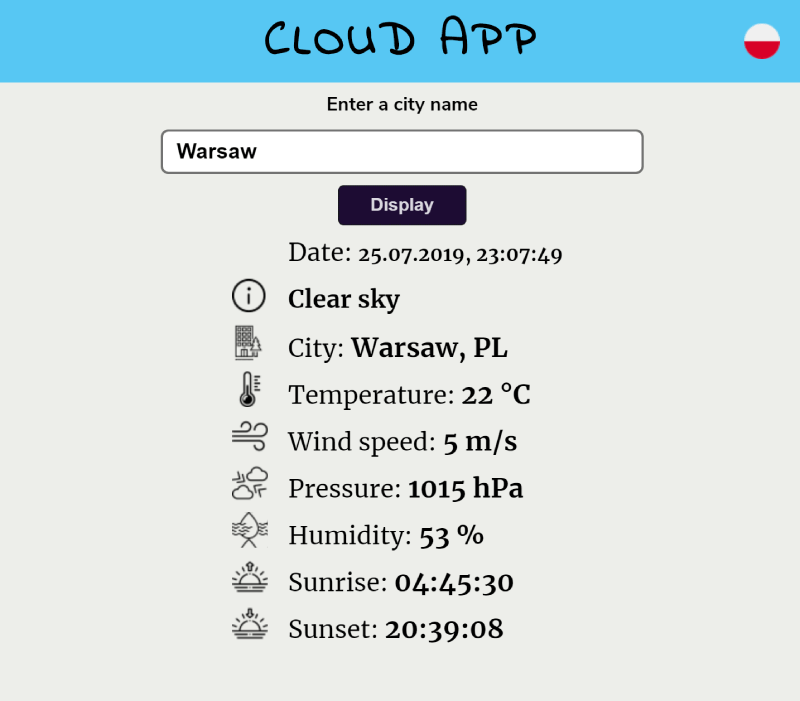 CLOUD APP
Enter a city name
Warsaw
Display
Date: 25.07.2019, 23:07:49
Clear sky
City: Warsaw, PL
Temperature: 22 °C
Wind speed: 5 m/s
Pressure: 1015 hPa
Humidity: 53 %
Sunrise: 04:45:30
Sunset: 20:39:08